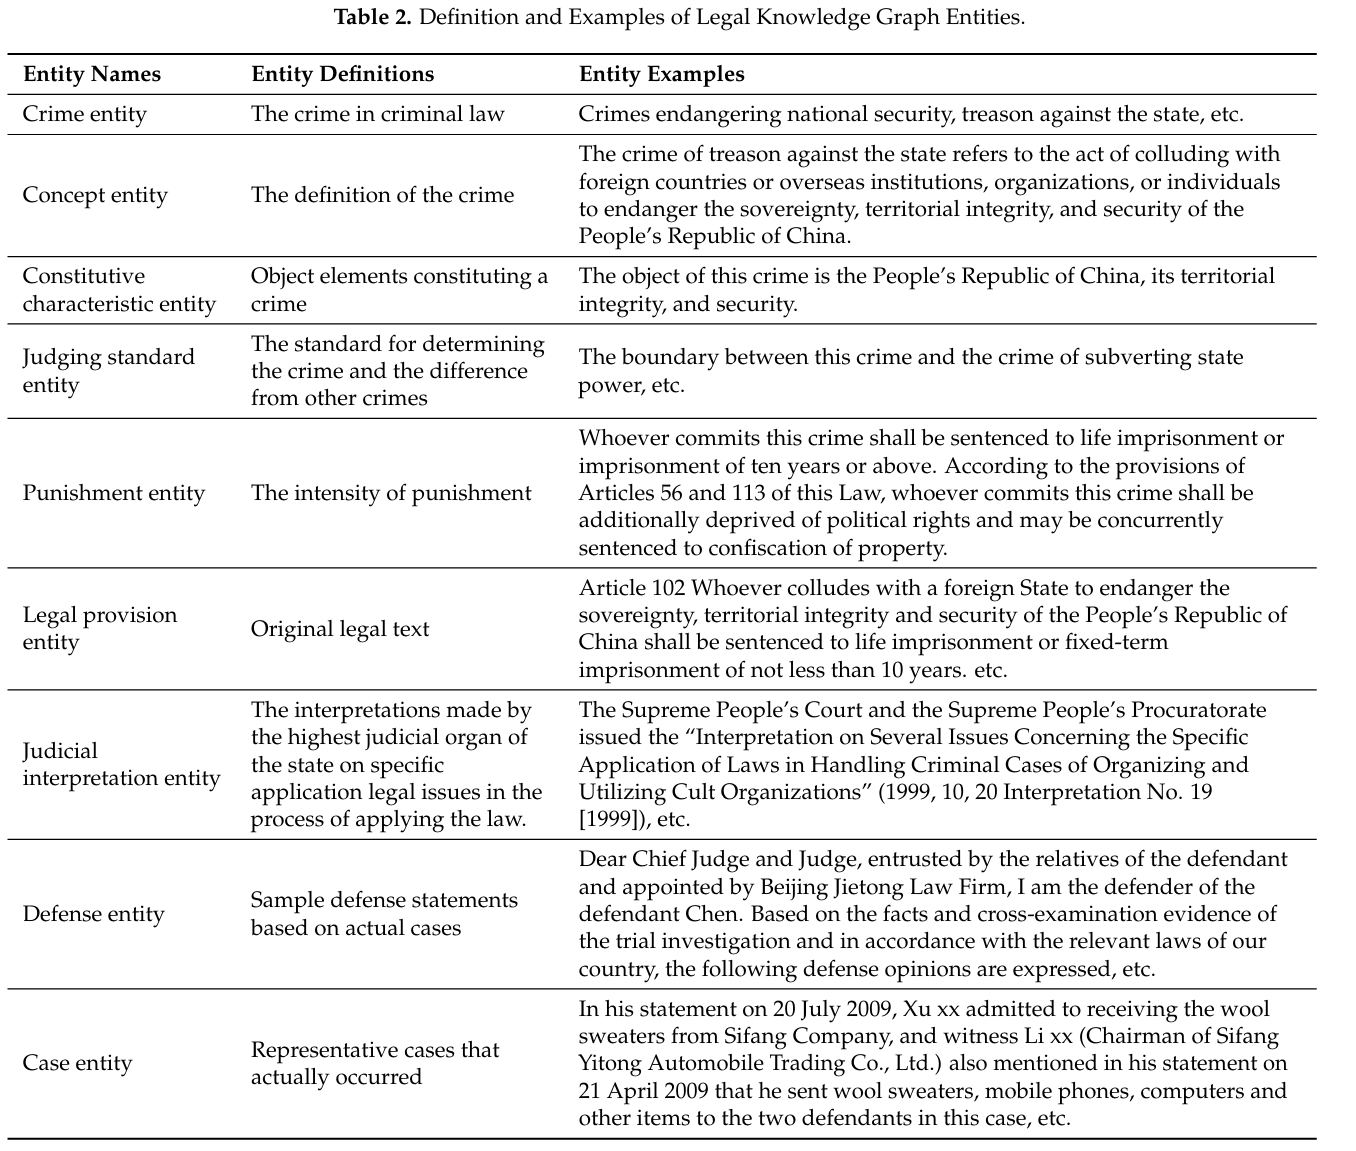 Table 2. Definition and Examples of Legal Knowledge Graph Entities.
Entity Names Entity Definitions Entity Examples
Crime entity The crime in criminal law Crimes endangering national security, treason against the state, etc.
Concept entity
The definition of the crime
The crime of treason against the state refers to the act of colluding with
foreign countries or overseas institutions, organizations, or individuals
to endanger the sovereignty, territorial integrity, and security of the
People's Republic of China.
Constitutive
characteristic entity
Object elements constituting a
crime
The object of this crime is the People's Republic of China, its territorial
integrity, and security.
Judging standard
entity
The standard for determining
the crime and the difference
from other crimes
The boundary between this crime and the crime of subverting state
power, etc.
Punishment entity
The intensity of punishment
Whoever commits this crime shall be sentenced to life imprisonment or
imprisonment of ten years or above. According to the provisions of
Articles 56 and 113 of this Law, whoever commits this crime shall be
additionally deprived of political rights and may be concurrently
sentenced to confiscation of property.
Legal provision
entity
Original legal text
Article 102 Whoever colludes with a foreign State to endanger the
sovereignty, territorial integrity and security of the People's Republic of
China shall be sentenced to life imprisonment or fixed-term
imprisonment of not less than 10 years. etc.
Judicial
interpretation entity
The interpretations made by
the highest judicial organ of
the state on specific
application legal issues in the
process of applying the law.
The Supreme People's Court and the Supreme People's Procuratorate
issued the “Interpretation on Several Issues Concerning the Specific
Application of Laws in Handling Criminal Cases of Organizing and
Utilizing Cult Organizations” (1999, 10, 20 Interpretation No. 19
[1999]), etc.
Defense entity
Sample defense statements
based on actual cases
Dear Chief Judge and Judge, entrusted by the relatives of the defendant
and appointed by Beijing Jietong Law Firm, I am the defender of the
defendant Chen. Based on the facts and cross-examination evidence of
the trial investigation and in accordance with the relevant laws of our
country, the following defense opinions are expressed, etc.
Case entity
Representative cases that
actually occurred
In his statement on 20 July 2009, Xu xx admitted to receiving the wool
sweaters from Sifang Company, and witness Li xx (Chairman of Sifang
Yitong Automobile Trading Co., Ltd.) also mentioned in his statement on
21 April 2009 that he sent wool sweaters, mobile phones, computers and
other items to the two defendants in this case, etc.